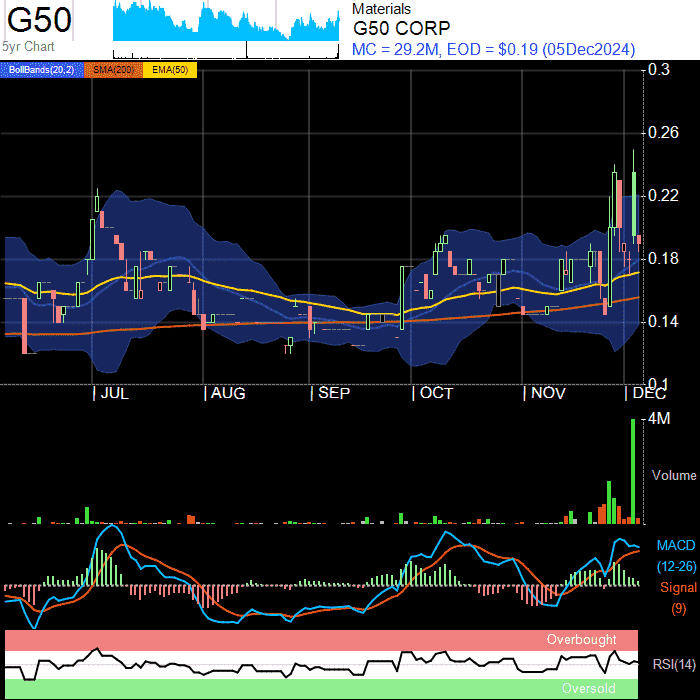 G50
5yr Chart
Materials
G50 CORP
MC = 29.2M, EOD = $0.19 (05Dec2024)
BollBands(20,2) SMA(200) EMA(50)
0.3
0.26
0.22
0.18
0.14
0.1
JUL AUG SEP OCT NOV DEC
4M
Volume
MACD
(12-26)
Signal
(9)
Overbought
RSI(14)
Oversold